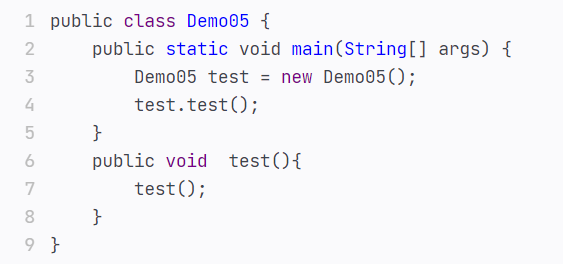 1 public class Demo05 {
2     public static void main(String[] args) {
3         Demo05 test = new Demo05();
4         test.test();
5     }
6     public void  test(){
7         test();
8     }
9 }